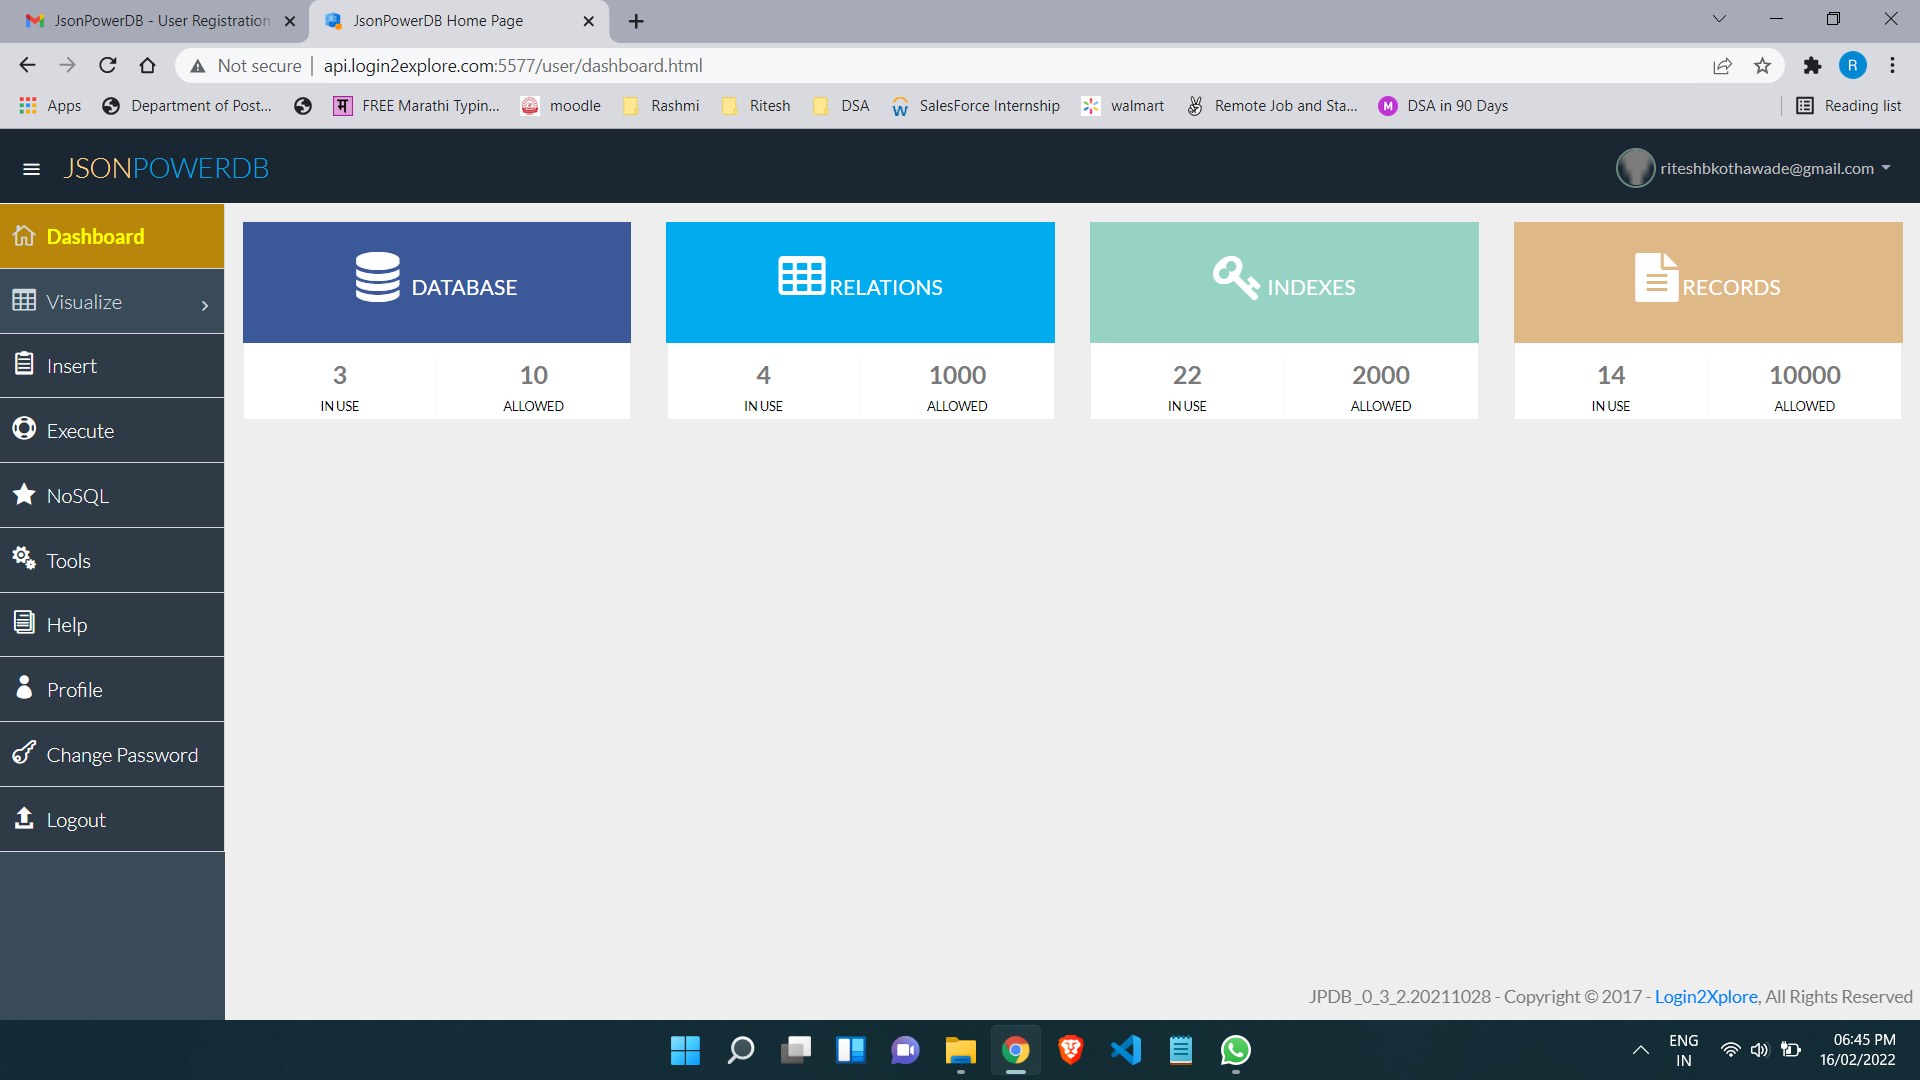 JsonPowerDB - User Registration
JsonPowerDB Home Page
Not secure | api.login2explore.com:5577/user/dashboard.html
R
Apps
Department of Post...
म
FREE Marathi Typin...
moodle
Rashmi
Ritesh
DSA
SalesForce Internship
walmart
Remote Job and Sta...
M
DSA in 90 Days
Reading list
JSONPOWERDB
riteshbkothawade@gmail.com
Dashboard
Visualize
Insert
Execute
NoSQL
Tools
Help
Profile
Change Password
Logout
DATABASE
3
IN USE
10
ALLOWED
RELATIONS
4
IN USE
1000
ALLOWED
INDEXES
22
IN USE
2000
ALLOWED
RECORDS
14
IN USE
10000
ALLOWED
JPDB_0_3_2.20211028 - Copyright © 2017 - Login2Xplore, All Rights Reserved
ENG
IN
06:45 PM
16/02/2022